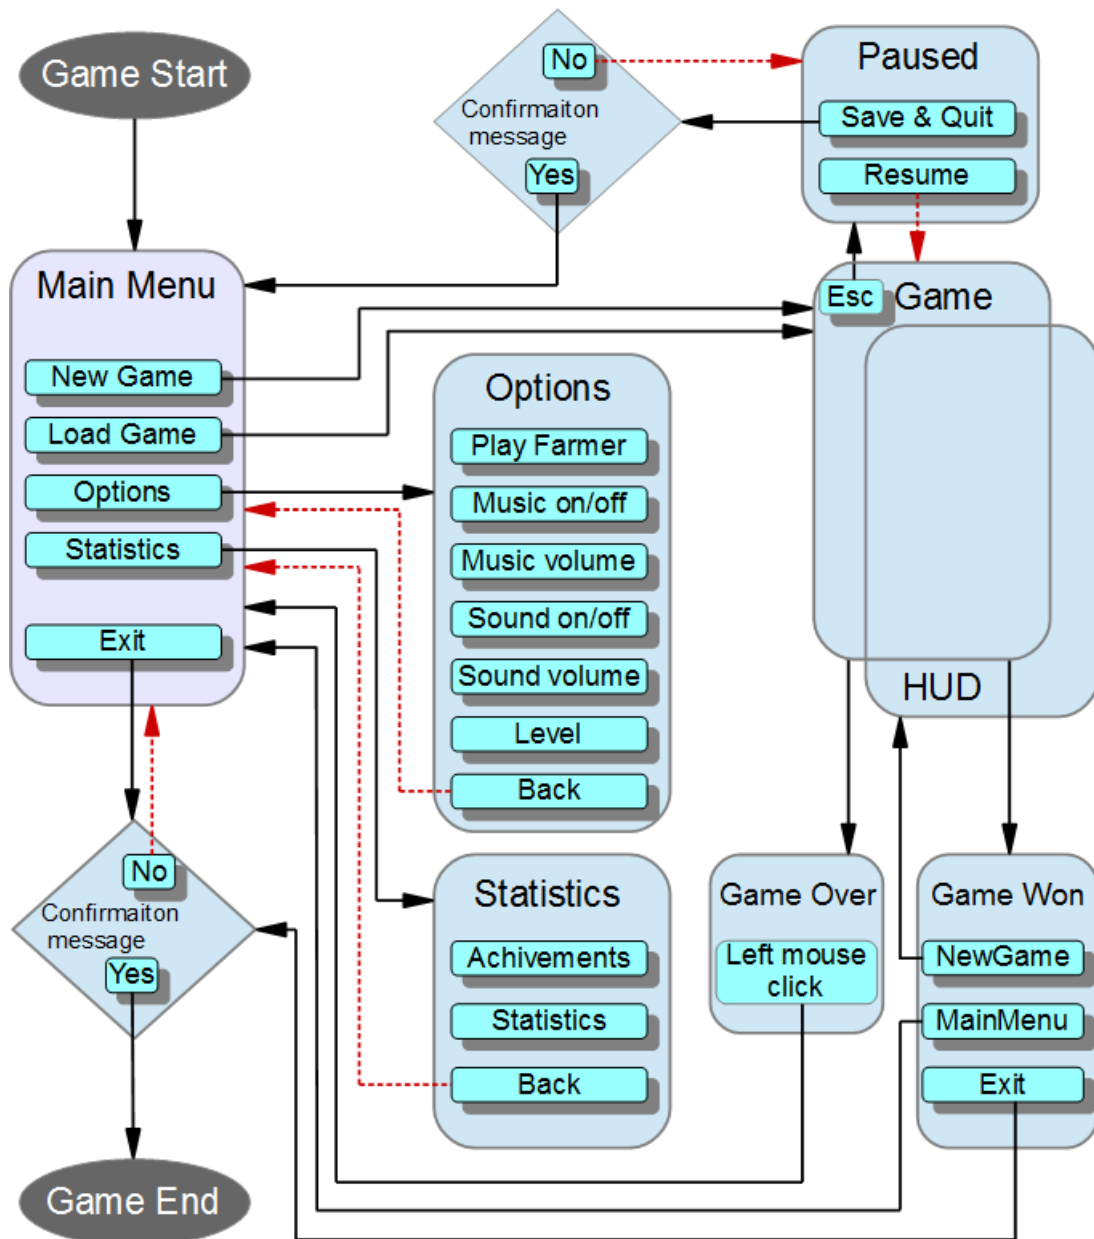 Game Start
No
Confirmaiton
message
Yes
Paused
Save & Quit
Resume
Main Menu
New Game
Load Game
Options
Statistics
Exit
Esc
Game
HUD
Options
Play Farmer
Music on/off
Music volume
Sound on/off
Sound volume
Level
Back
No
Confirmaiton
message
Yes
Statistics
Achivements
Statistics
Back
Game Over
Left mouse
click
Game Won
NewGame
MainMenu
Exit
Game End